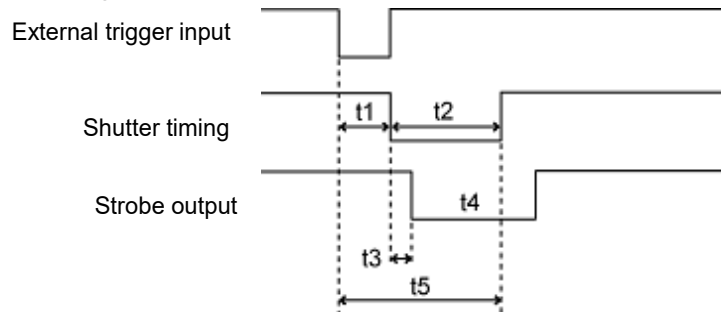 External trigger input
t1
t2
Shutter timing
Strobe output
t4
t3
t5